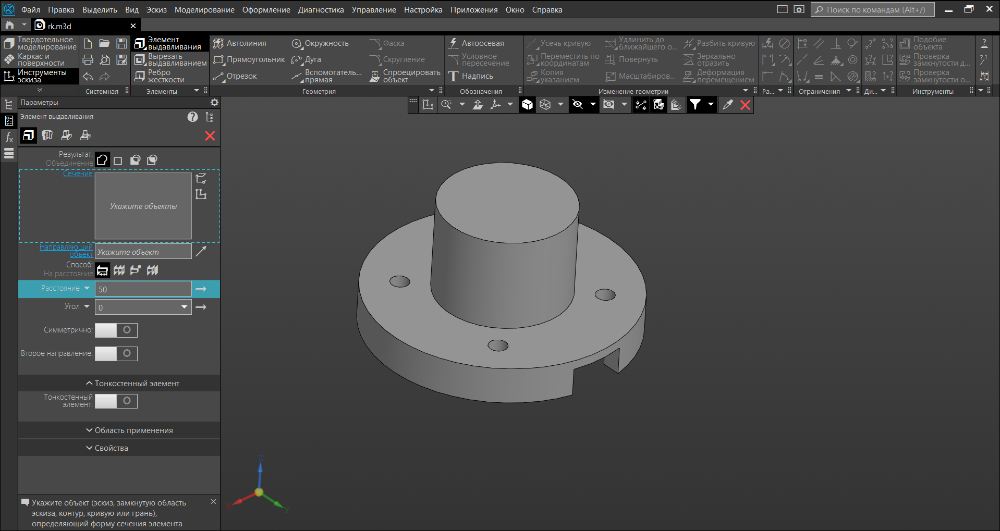 Файл Правка Выделить Вид Эскиз Моделирование Оформление Диагностика Управление Настройка Приложения Окно Справка
Поиск по командам (Alt+/)
rk.m3d
Твердотельное
моделирование
Каркас и
поверхности
Инструменты
эскиза
Системная
Элемент
выдавливания
Вырезать
выдавливанием
Ребро
жесткости
Элементы
Автолиния
Прямоугольник
Отрезок
Окружность
Дуга
Вспомогатель...
прямая
Фаска
Скругление
Спроецировать
объект
Геометрия
Автоосевая
Условное
пересечение
Надпись
Обозначения
Усечь кривую
Переместить по
координатам
Копия
указанием
Удлинить до
ближайшего о...
Повернуть
Масштабиров...
Разбить кривую
Зеркально
отразить
Деформация
перемещением
Изменение геометрии
Ра...
Ограничения
Ди...
Подобие
объекта
Проверка
замкнутости д...
Проверка
замкнутости о...
Инструменты
Параметры
Элемент выдавливания
Результат:
Объединение
Сечение
Укажите объекты
Направляющий
объект
Укажите объект
Способ:
На расстояние
Расстояние
50
Угол
0
Симметрично:
Второе направление:
Тонкостенный элемент
Тонкостенный
элемент:
Область применения
Свойства
Укажите объект (эскиз, замкнутую область
эскиза, контур, кривую или грань),
определяющий форму сечения элемента
Z
X
Y